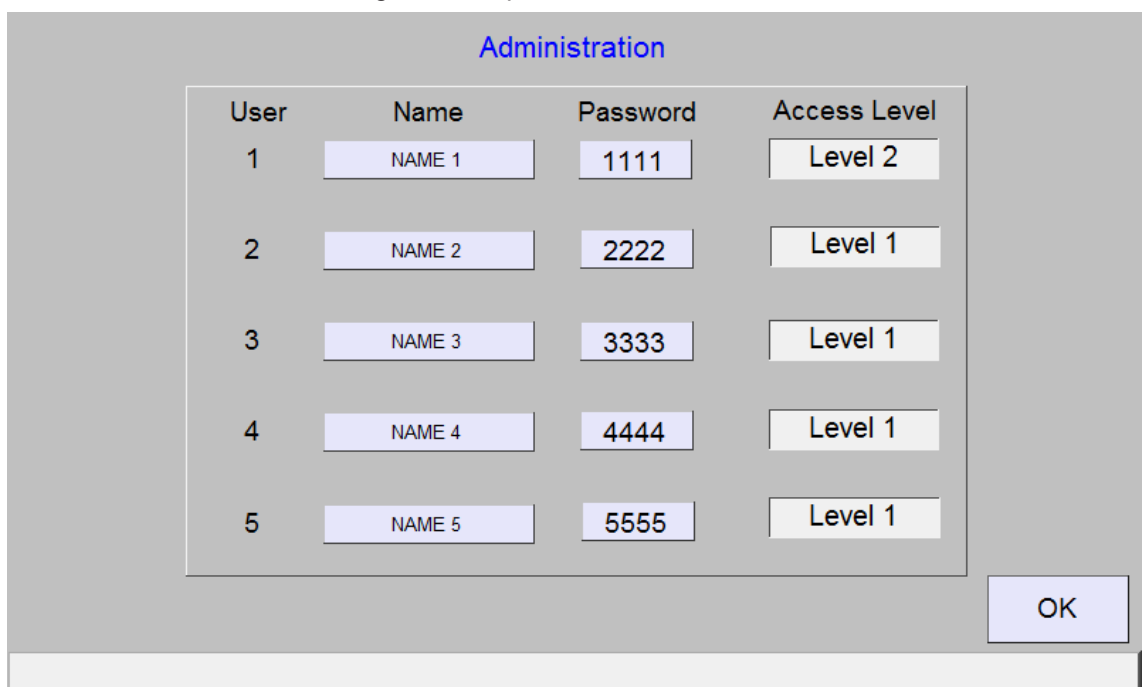 Administration
User Name Password Access Level
1 NAME 1 1111 Level 2
2 NAME 2 2222 Level 1
3 NAME 3 3333 Level 1
4 NAME 4 4444 Level 1
5 NAME 5 5555 Level 1
OK